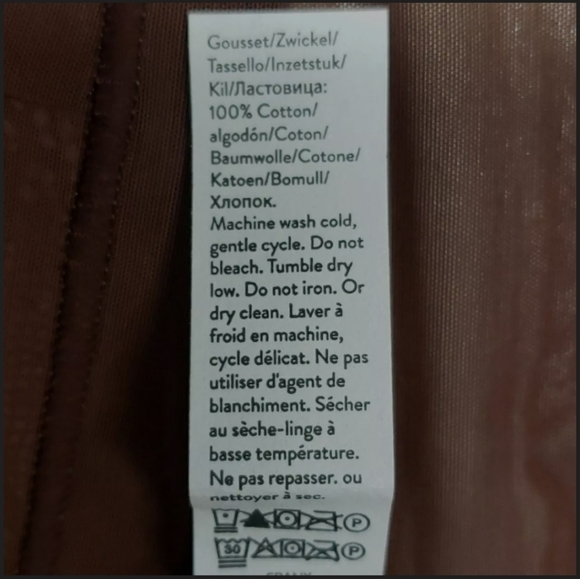 Gousset/Zwickel/
Tassello/Inzetstuk/
Kil/Ластовица:
100% Cotton/
algodón/Coton/
Baumwolle/Cotone/
Katoen/Bomull/
Хлопок.
Machine wash cold,
gentle cycle. Do not
bleach. Tumble dry
low. Do not iron. Or
dry clean. Laver à
froid en machine,
cycle délicat. Ne pas
utiliser d'agent de
blanchiment. Sécher
au sèche-linge à
basse température.
Ne pas repasser. ou
nettoyer à sec.
P
30 P